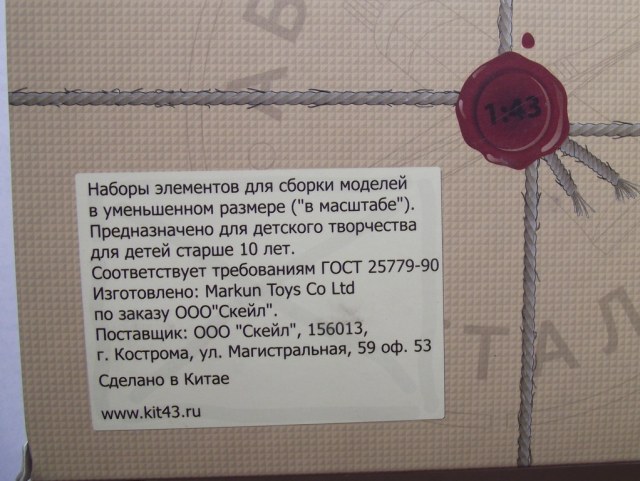 ЛАБ
1:43
Наборы элементов для сборки моделей
в уменьшенном размере ("в масштабе").
Предназначено для детского творчества
для детей старше 10 лет.
Соответствует требованиям ГОСТ 25779-90
Изготовлено: Markun Toys Co Ltd
по заказу ООО"Скейл".
Поставщик: ООО "Скейл", 156013,
г. Кострома, ул. Магистральная, 59 оф. 53
Сделано в Китае
www.kit43.ru
ТАЛ